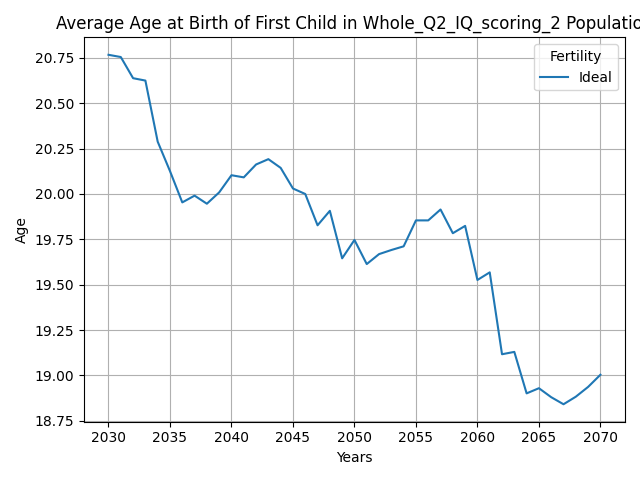 Average Age at Birth of First Child in Whole_Q2_IQ_scoring_2 Populatio
Fertility
Ideal
20.75
20.50
20.25
20.00
19.75
19.50
19.25
19.00
18.75
Age
2030 2035 2040 2045 2050 2055 2060 2065 2070
Years